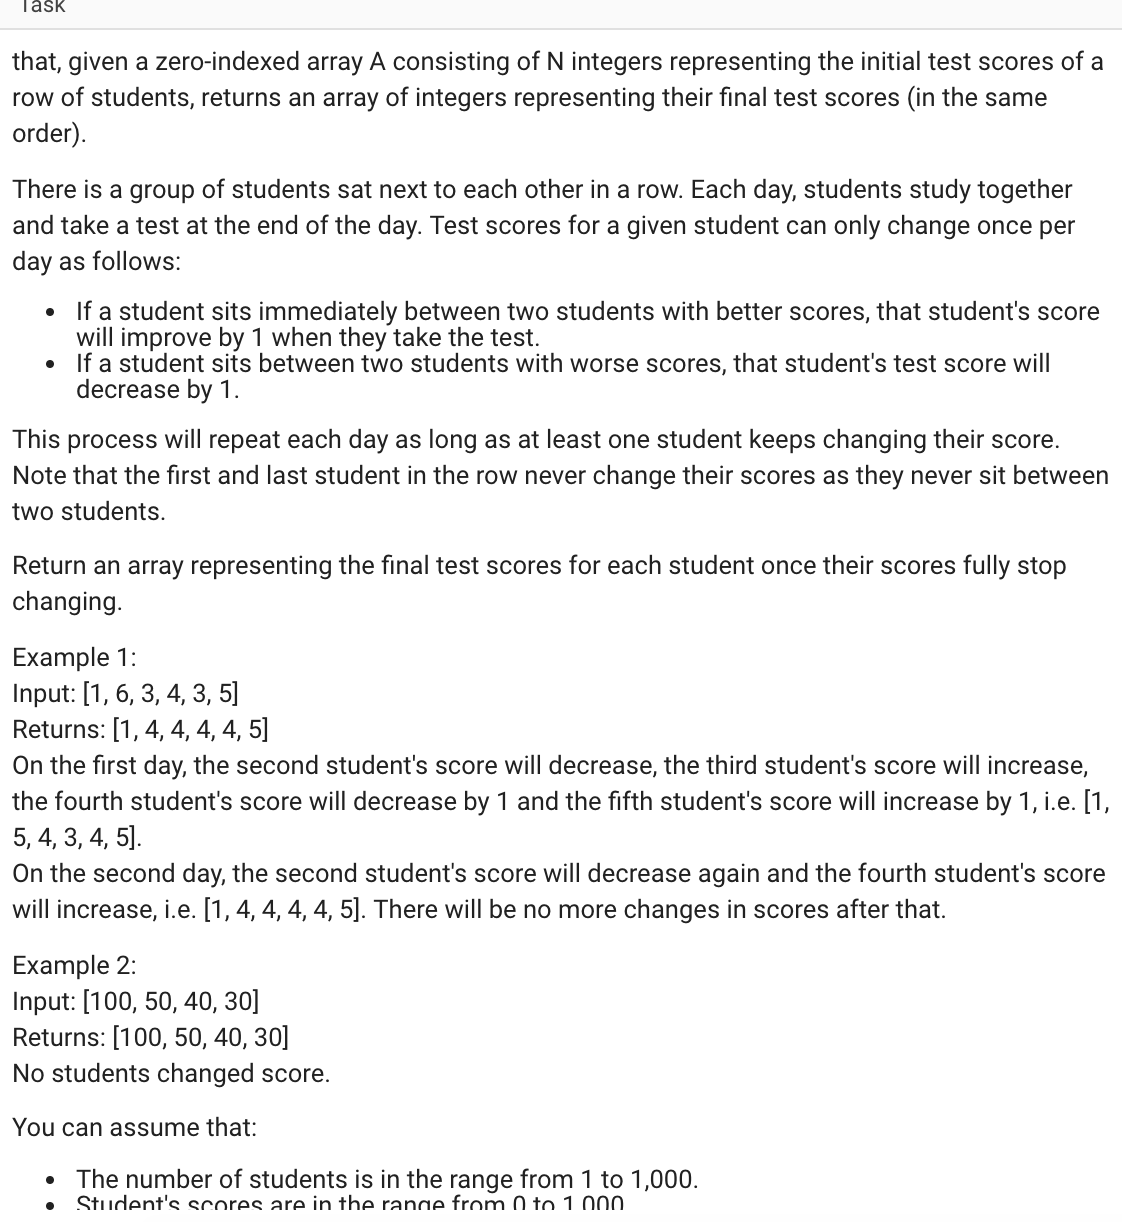 Task
that, given a zero-indexed array A consisting of N integers representing the initial test scores of a
row of students, returns an array of integers representing their final test scores (in the same
order).
There is a group of students sat next to each other in a row. Each day, students study together
and take a test at the end of the day. Test scores for a given student can only change once per
day as follows:
• If a student sits immediately between two students with better scores, that student's score
will improve by 1 when they take the test.
• If a student sits between two students with worse scores, that student's test score will
decrease by 1.
This process will repeat each day as long as at least one student keeps changing their score.
Note that the first and last student in the row never change their scores as they never sit between
two students.
Return an array representing the final test scores for each student once their scores fully stop
changing.
Example 1:
Input: [1, 6, 3, 4, 3, 5]
Returns: [1, 4, 4, 4, 4, 5]
On the first day, the second student's score will decrease, the third student's score will increase,
the fourth student's score will decrease by 1 and the fifth student's score will increase by 1, i.e. [1,
5, 4, 3, 4, 5].
On the second day, the second student's score will decrease again and the fourth student's score
will increase, i.e. [1, 4, 4, 4, 4, 5]. There will be no more changes in scores after that.
Example 2:
Input: [100, 50, 40, 30]
Returns: [100, 50, 40, 30]
No students changed score.
You can assume that:
• The number of students is in the range from 1 to 1,000.
• Student's scores are in the range from 0 to 1,000